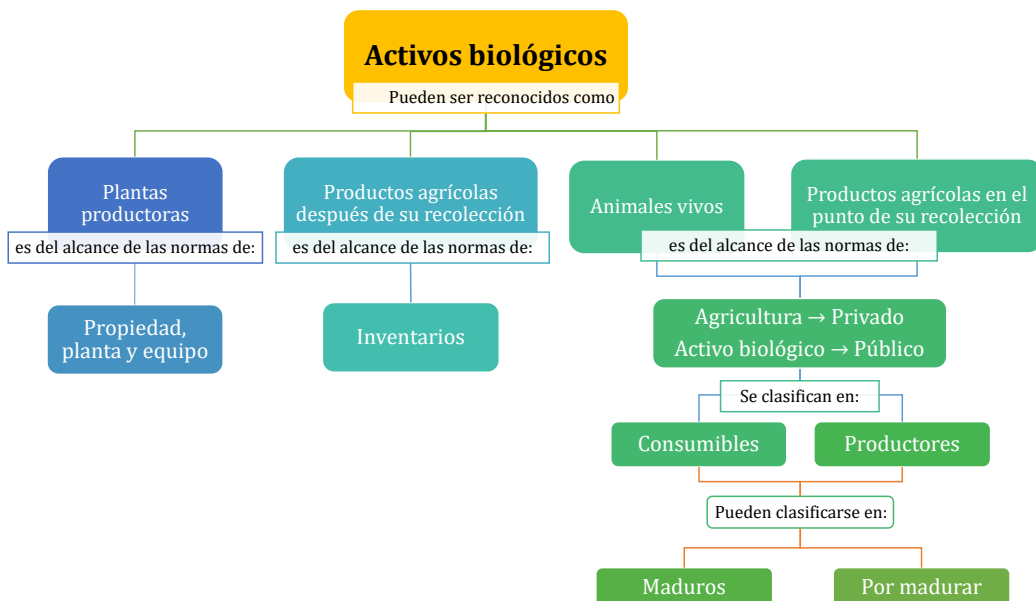 Activos biológicos
Pueden ser reconocidos como
Plantas
productoras
es del alcance de las normas de:
Propiedad,
planta y equipo
Productos agrícolas
después de su recolección
es del alcance de las normas de:
Inventarios
Animales vivos
Productos agrícolas en el
punto de su recolección
es del alcance de las normas de:
Agricultura → Privado
Activo biológico → Público
Se clasifican en:
Consumibles
Productores
Pueden clasificarse en:
Maduros
Por madurar